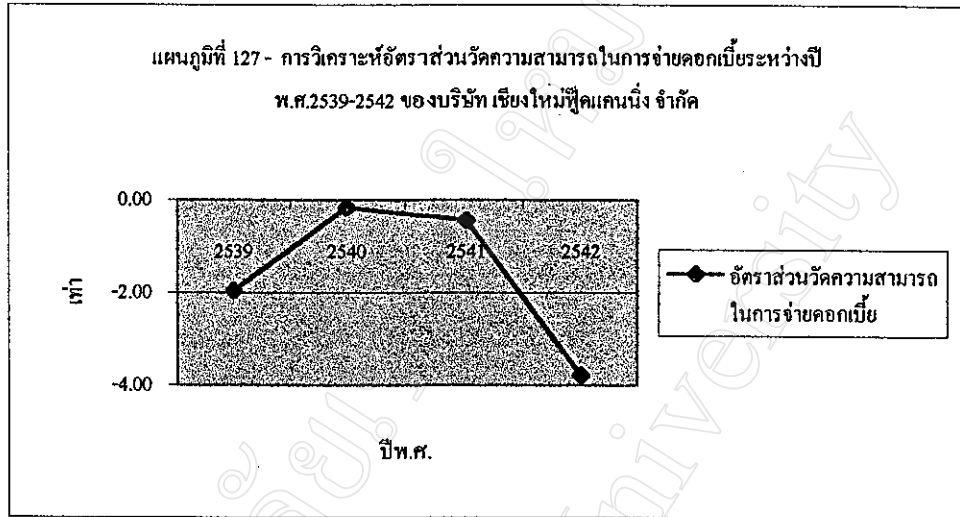 แผนภูมิที่ 127 - การวิเคราะห์อัตราส่วนวัดความสามารถในการจ่ายดอกเบี้ยระหว่างปี
พ.ศ.2539-2542 ของบริษัท เชียงใหม่ฟู๊ดแคนนิ่ง จำกัด
0.00
2539
2540
2541
2542
เท่า
-2.00
-4.00
อัตราส่วนวัดความสามารถ
ในการจ่ายดอกเบี้ย
ปีพ.ศ.
University